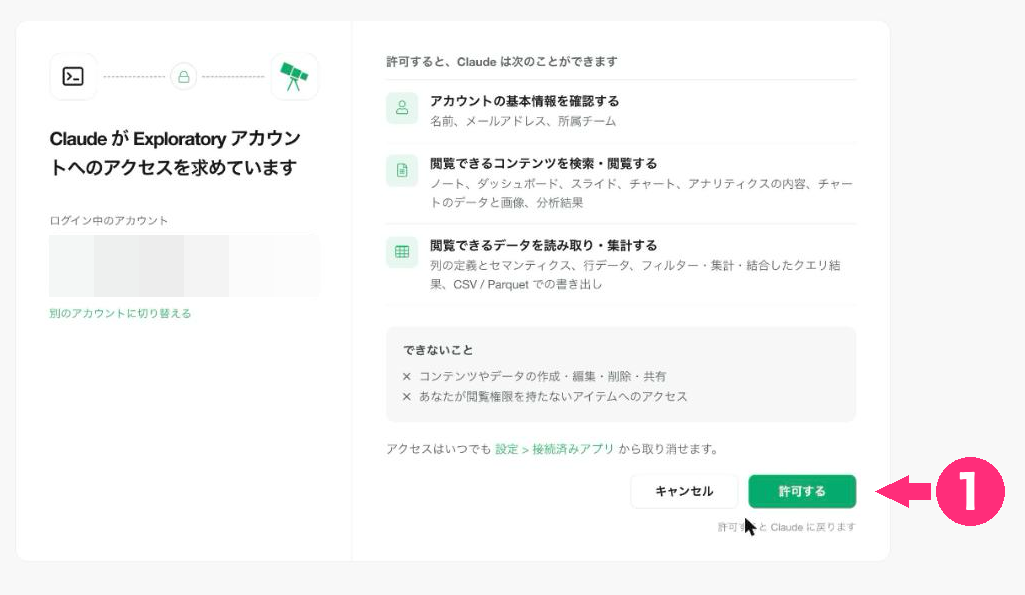 Claude が Exploratory アカウン
トへのアクセスを求めています
ログイン中のアカウント
別のアカウントに切り替える
許可すると、Claude は次のことができます
アカウントの基本情報を確認する
名前、メールアドレス、所属チーム
閲覧できるコンテンツを検索・閲覧する
ノート、ダッシュボード、スライド、チャート、アナリティクスの内容、チャー
トのデータと画像、分析結果
閲覧できるデータを読み取り・集計する
列の定義とセマンティクス、行データ、フィルター・集計・結合したクエリ結
果、CSV / Parquet での書き出し
できないこと
× コンテンツやデータの作成・編集・削除・共有
× あなたが閲覧権限を持たないアイテムへのアクセス
アクセスはいつでも 設定 > 接続済みアプリ から取り消せます。
キャンセル
許可する
1
許可すると Claude に戻ります